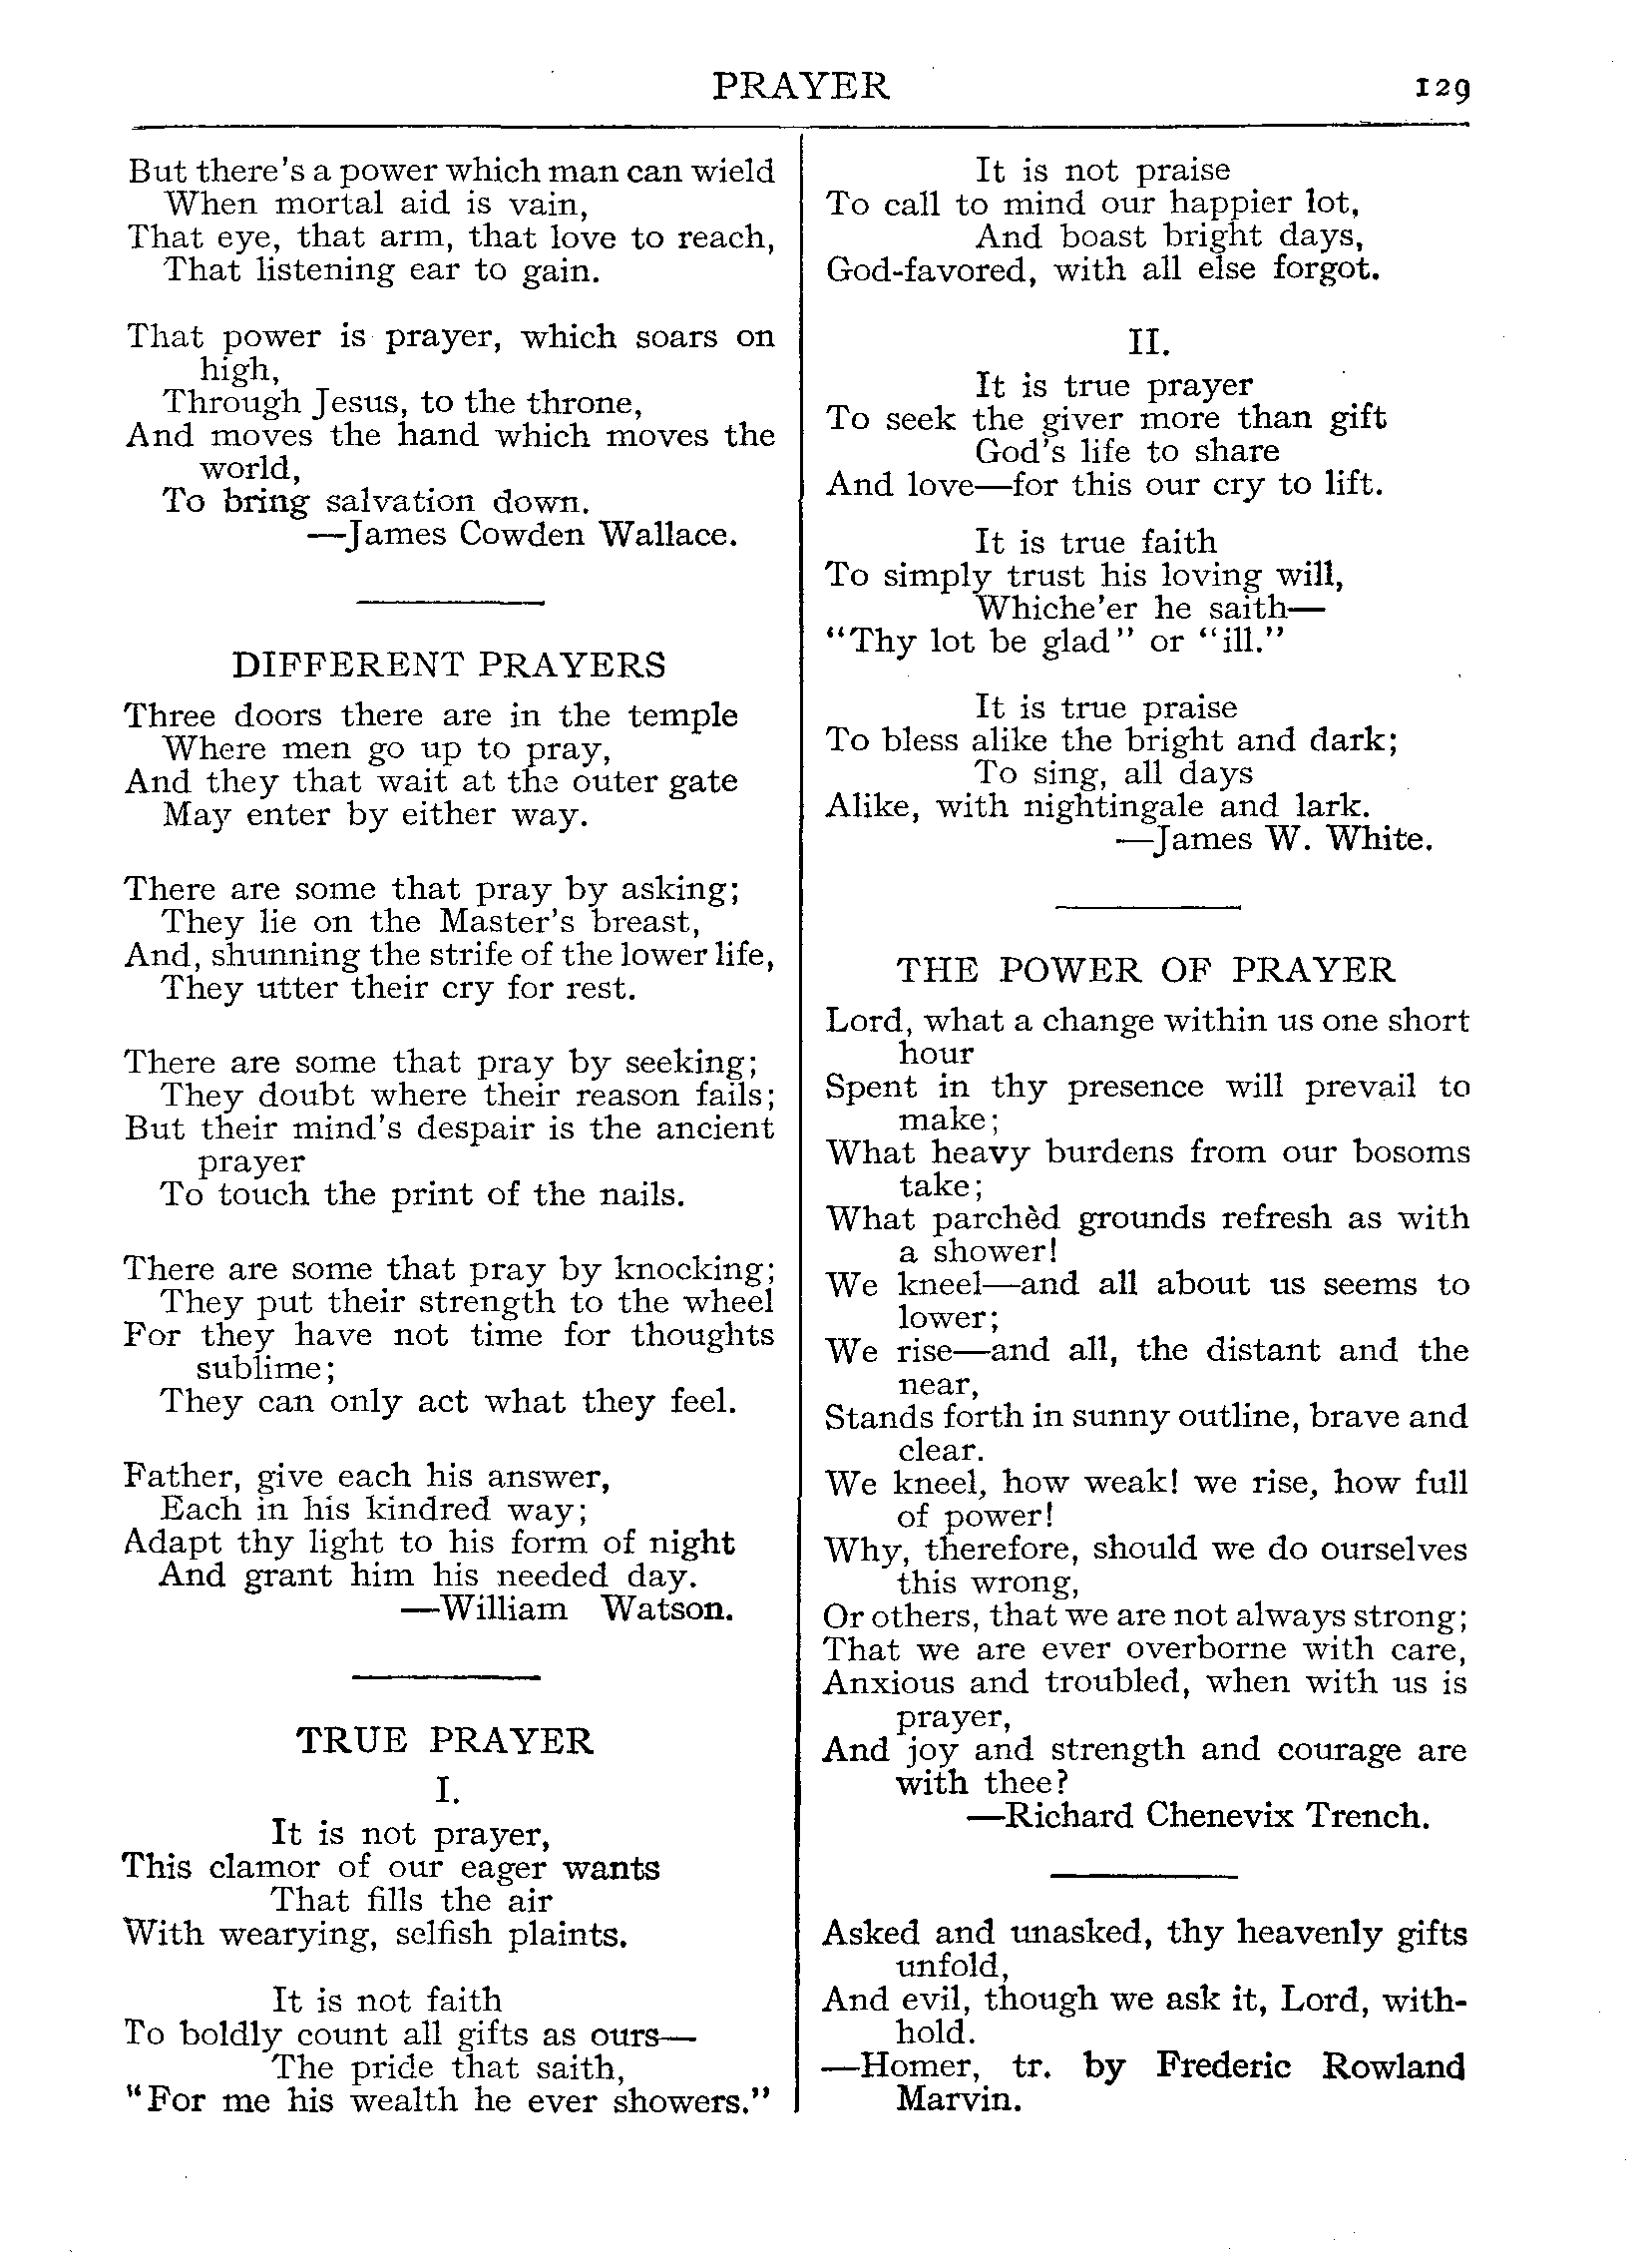 PRAYER 129
But there's a power which man can wield
When mortal aid is vain,
That eye, that arm, that love to reach,
That listening ear to gain.
That power is prayer, which soars on
high,
Through Jesus, to the throne,
And moves the hand which moves the
world,
To bring salvation down.
—James Cowden Wallace.
DIFFERENT PRAYERS
Three doors there are in the temple
Where men go up to pray,
And they that wait at the outer gate
May enter by either way.
There are some that pray by asking;
They lie on the Master's breast,
And, shunning the strife of the lower life,
They utter their cry for rest.
There are some that pray by seeking;
They doubt where their reason fails;
But their mind's despair is the ancient
prayer
To touch the print of the nails.
There are some that pray by knocking;
They put their strength to the wheel
For they have not time for thoughts
sublime;
They can only act what they feel.
Father, give each his answer,
Each in his kindred way;
Adapt thy light to his form of night
And grant him his needed day.
—William Watson.
TRUE PRAYER
I.
It is not prayer,
This clamor of our eager wants
That fills the air
With wearying, selfish plaints.
It is not faith
To boldly count all gifts as ours—
The pride that saith,
"For me his wealth he ever showers."
It is not praise
To call to mind our happier lot,
And boast bright days,
God-favored, with all else forgot.
II.
It is true prayer
To seek the giver more than gift
God's life to share
And love—for this our cry to lift.
It is true faith
To simply trust his loving will,
Whiche'er he saith—
"Thy lot be glad" or "ill."
It is true praise
To bless alike the bright and dark;
To sing, all days
Alike, with nightingale and lark.
—James W. White.
THE POWER OF PRAYER
Lord, what a change within us one short
hour
Spent in thy presence will prevail to
make;
What heavy burdens from our bosoms
take;
What parchèd grounds refresh as with
a shower!
We kneel—and all about us seems to
lower;
We rise—and all, the distant and the
near,
Stands forth in sunny outline, brave and
clear.
We kneel, how weak! we rise, how full
of power!
Why, therefore, should we do ourselves
this wrong,
Or others, that we are not always strong;
That we are ever overborne with care,
Anxious and troubled, when with us is
prayer,
And joy and strength and courage are
with thee?
—Richard Chenevix Trench.
Asked and unasked, thy heavenly gifts
unfold,
And evil, though we ask it, Lord, with-
hold.
—Homer, tr. by Frederic Rowland
Marvin.